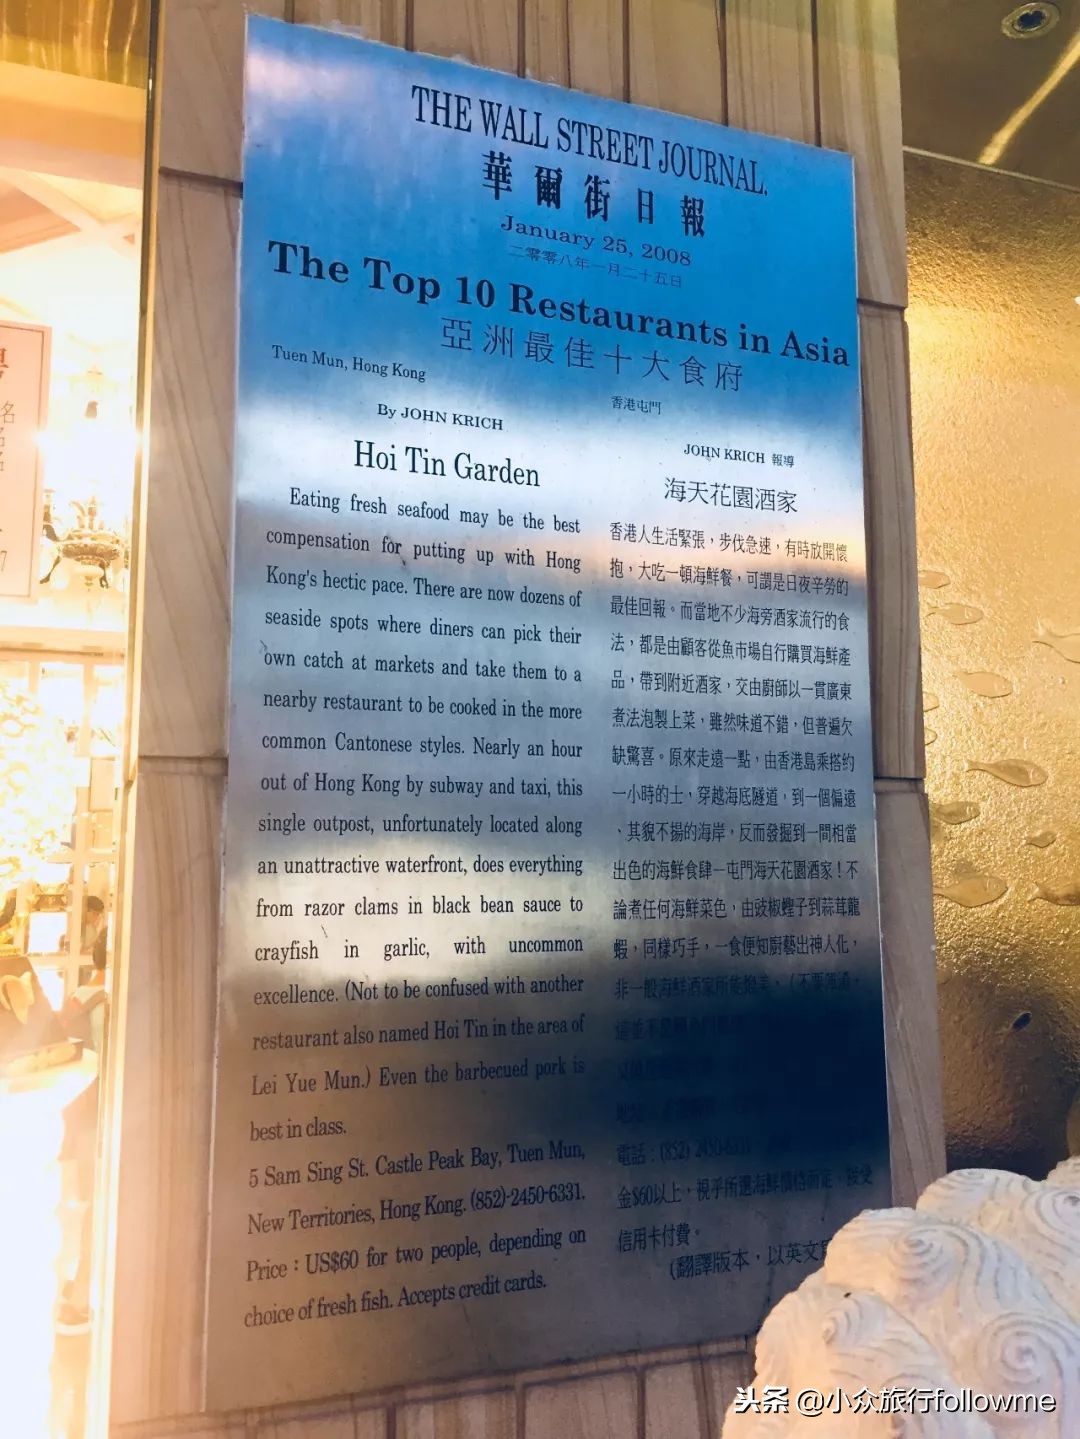 THE WALL STREET JOURNAL.
華爾街日報
January 25, 2008
二零零八年一月二十五日
The Top 10 Restaurants in Asia
亞洲最佳十大食府
Tuen Mun, Hong Kong
By JOHN KRICH
Hoi Tin Garden
Eating fresh seafood may be the best
compensation for putting up with Hong
Kong's hectic pace. There are now dozens of
seaside spots where diners can pick their
own catch at markets and take them to a
nearby restaurant to be cooked in the more
common Cantonese styles. Nearly an hour
out of Hong Kong by subway and taxi, this
single outpost, unfortunately located along
an unattractive waterfront, does everything
from razor clams in black bean sauce to
crayfish in garlic, with uncommon
excellence. (Not to be confused with another
restaurant also named Hoi Tin in the area of
Lei Yue Mun.) Even the barbecued pork is
best in class.
5 Sam Sing St. Castle Peak Bay, Tuen Mun,
New Territories, Hong Kong. (852)-2450-6331.
Price : US$60 for two people, depending on
choice of fresh fish. Accepts credit cards.
香港屯門
JOHN KRICH 報導
海天花園酒家
香港人生活緊張，步伐急速，有時放開懷
抱，大吃一頓海鮮餐，可謂是日夜辛勞的
最佳回報。而當地不少海旁酒家流行的食
法，都是由顧客從魚市場自行購買海鮮產
品，帶到附近酒家，交由廚師以一貫廣東
煮法泡製上菜，雖然味道不錯，但普遍欠
缺驚喜。原來走遠一點，由香港島乘搭約
一小時的士，穿越海底隧道，到一個偏遠
、其貌不揚的海岸，反而發掘到一間相當
出色的海鮮食肆－屯門海天花園酒家！不
論煮任何海鮮菜色，由豉椒蟶子到蒜茸龍
蝦，同樣巧手，一食便知廚藝出神入化，
非一般海鮮酒家所能媲美。（不要
電話：(852) 2450-6331
金$60以上，視乎所選海鮮價格而定。接受
信用卡付費。
(翻譯版本，以英文
头条 @小众旅行followme